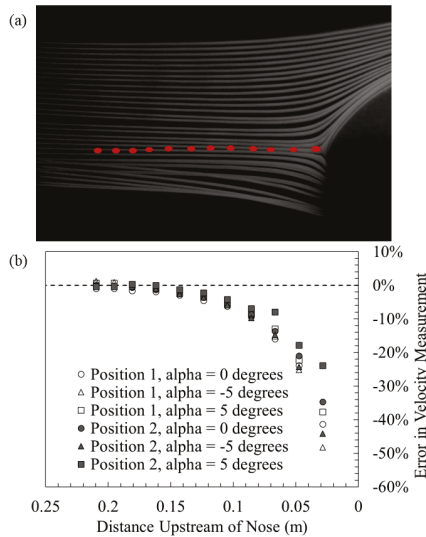 (a)
(b)
10%
0%
-10%
-20%
-30%
-40%
-50%
-60%
Error in Velocity Measurement
Position 1, alpha = 0 degrees
Position 1, alpha = -5 degrees
Position 1, alpha = 5 degrees
Position 2, alpha = 0 degrees
Position 2, alpha = -5 degrees
Position 2, alpha = 5 degrees
0.25
0.2
0.15
0.1
0.05
0
Distance Upstream of Nose (m)